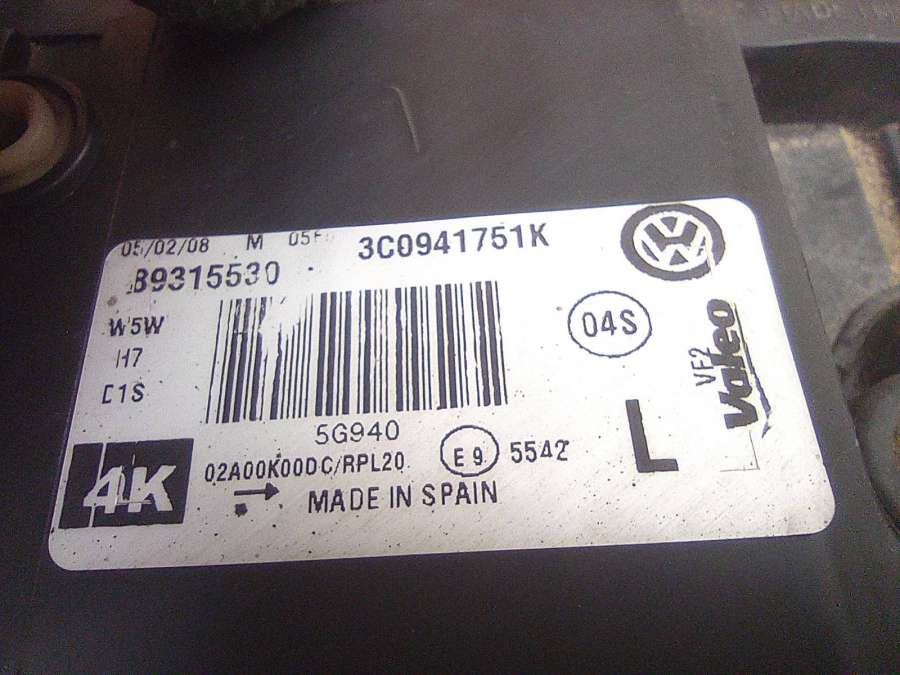 05/02/08 M 05F
3C0941751K
89315530
W5W
H7
D1S
04S
VF2
Valeo
5G940
4K
02A00K00DC/RPL20
E9 5542
L
MADE IN SPAIN